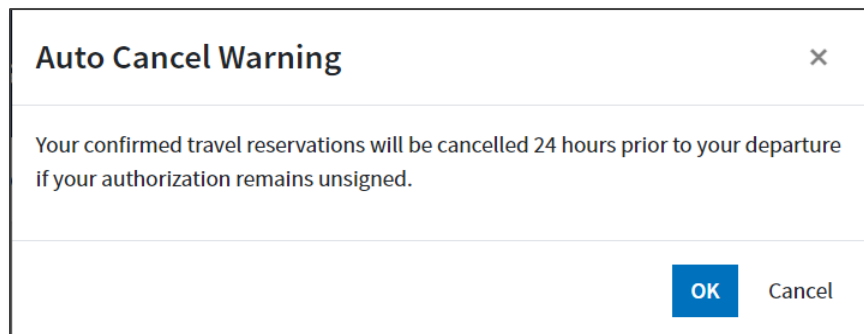 Auto Cancel Warning ×
Your confirmed travel reservations will be cancelled 24 hours prior to your departure
if your authorization remains unsigned.
OK Cancel